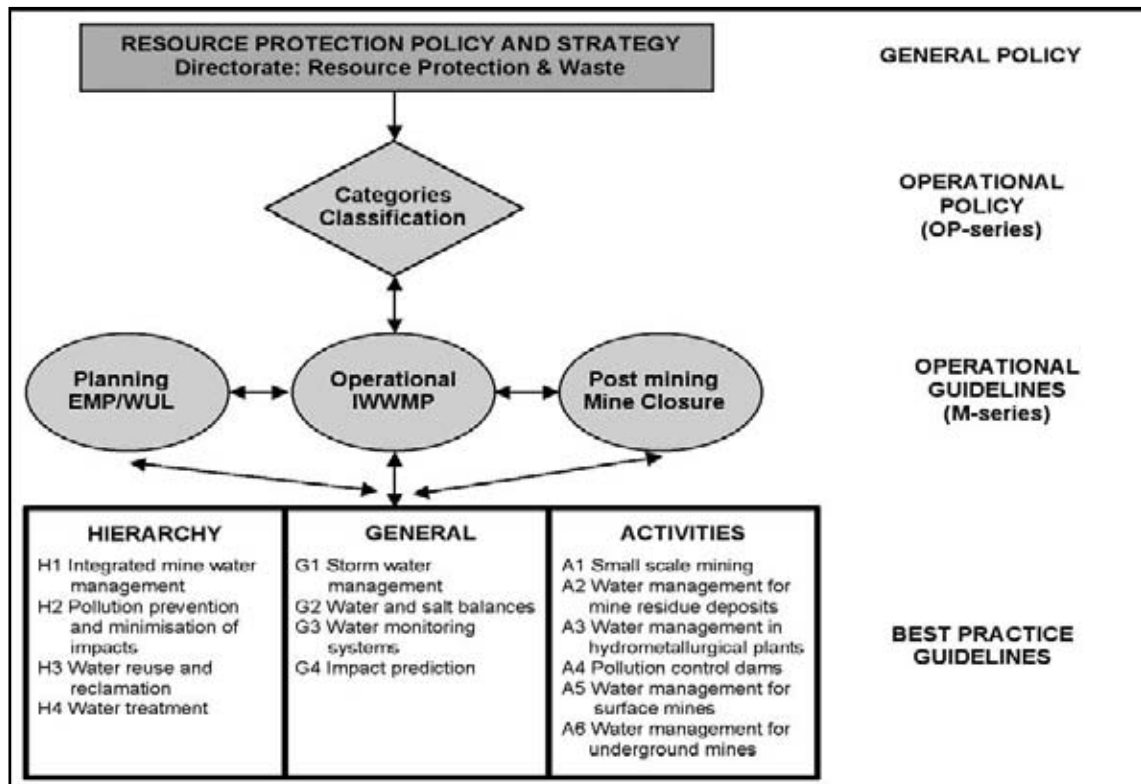 RESOURCE PROTECTION POLICY AND STRATEGY
Directorate: Resource Protection & Waste
GENERAL POLICY
Categories
Classification
OPERATIONAL
POLICY
(OP-series)
Planning
EMP/WUL
Operational
IWWMP
Post mining
Mine Closure
OPERATIONAL
GUIDELINES
(M-series)
HIERARCHY
H1 Integrated mine water
management
H2 Pollution prevention
and minimisation of
impacts
H3 Water reuse and
reclamation
H4 Water treatment
GENERAL
G1 Storm water
management
G2 Water and salt balances
G3 Water monitoring
systems
G4 Impact prediction
ACTIVITIES
A1 Small scale mining
A2 Water management for
mine residue deposits
A3 Water management in
hydrometallurgical plants
A4 Pollution control dams
A5 Water management for
surface mines
A6 Water management for
underground mines
BEST PRACTICE
GUIDELINES